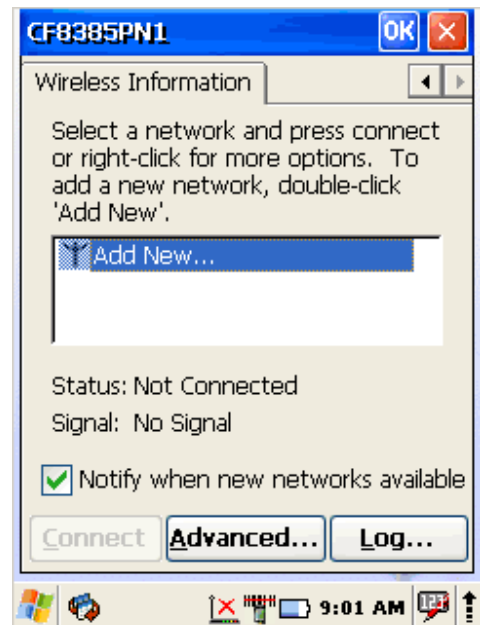 CF8385PN1 OK
Wireless Information
Select a network and press connect
or right-click for more options. To
add a new network, double-click
'Add New'.
Add New...
Status: Not Connected
Signal: No Signal
Notify when new networks available
Connect Advanced... Log...
9:01 AM 123